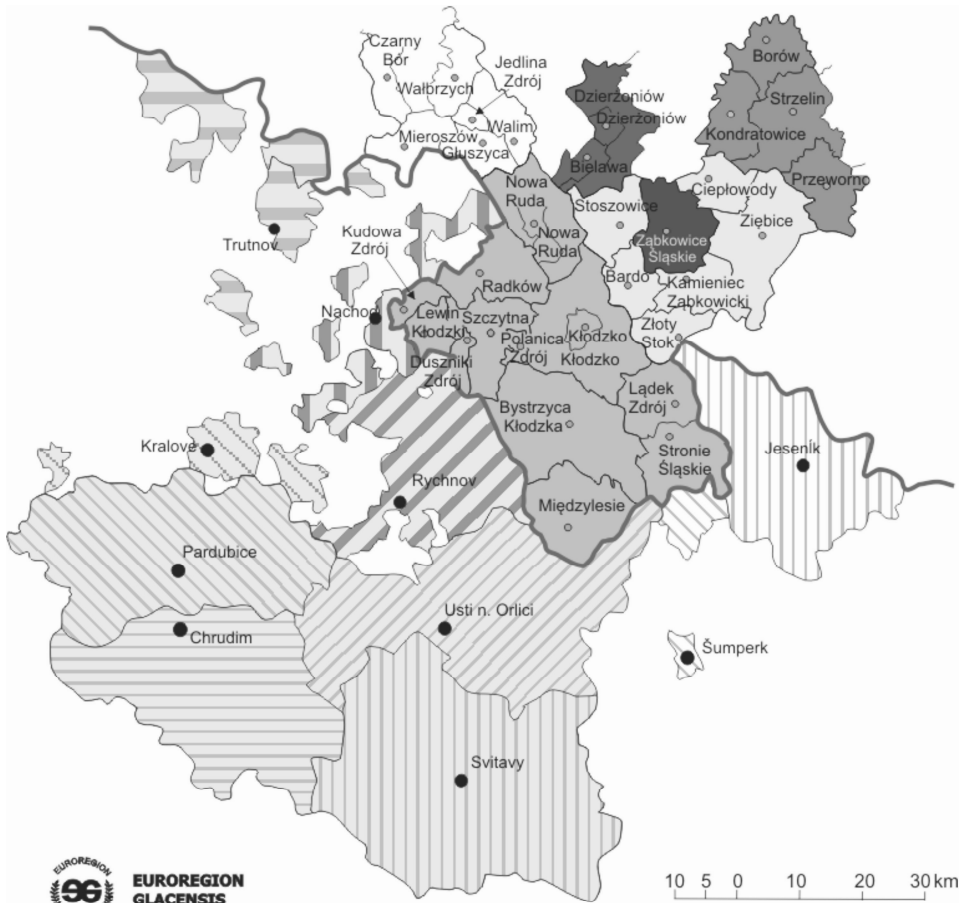 Czarny
Bór
Wałbrzych
Jedlina
Zdrój
Walim
Mieroszów
Głuszyca
Dzierżoniów
Dzierżoniów
Bielawa
Borów
Strzelin
Kondratowice
Przeworno
Ciepłowody
Ziębice
Stoszowice
Ząbkowice
Śląskie
Bardo
Kamieniec
Ząbkowicki
Złoty
Stok
Nowa
Ruda
Nowa
Ruda
Kudowa
Zdrój
Radków
Lewin
Kłodzki
Szczytna
Polanica
Zdrój
Kłodzko
Kłodzko
Duszniki
Zdrój
Bystrzyca
Kłodzka
Lądek
Zdrój
Stronie
Śląskie
Międzylesie
Trutnov
Nachod
Kralove
Rychnov
Jeseník
Pardubice
Chrudim
Usti n. Orlici
Šumperk
Svitavy
EUROREGION
EG
EUROREGION
GLACENSIS
10 5 0 10 20 30 km